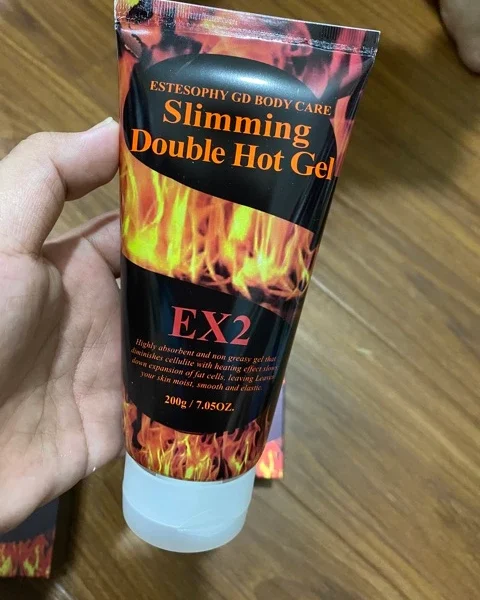 ESTESOPHY GD BODY CARE
Slimming
Double Hot Gel
EX2
Highly absorbent and non greasy gel that
diminishes cellulite with heating effect slows
down expansion of fat cells, leaving Leaves
your skin moist, smooth and elastic.
200g / 7.05OZ.